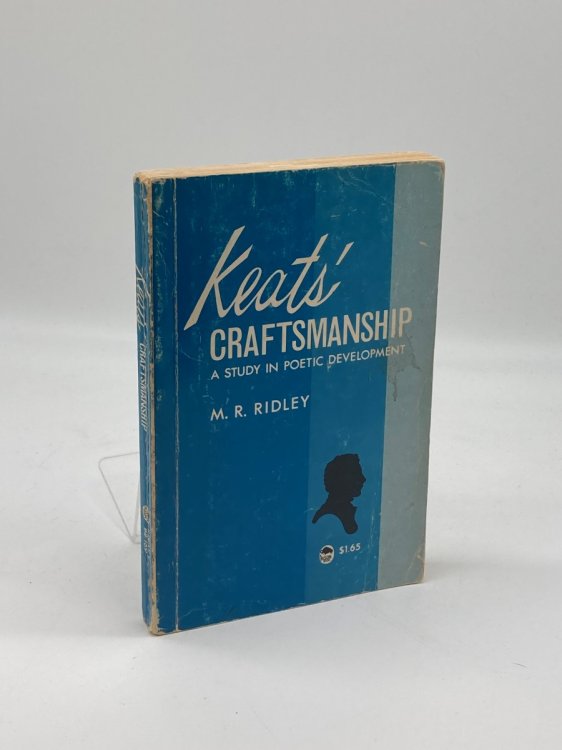 Keats'
CRAFTSMANSHIP
A STUDY IN POETIC DEVELOPMENT
M. R. RIDLEY
$1.65
Keats' CRAFTSMANSHIP